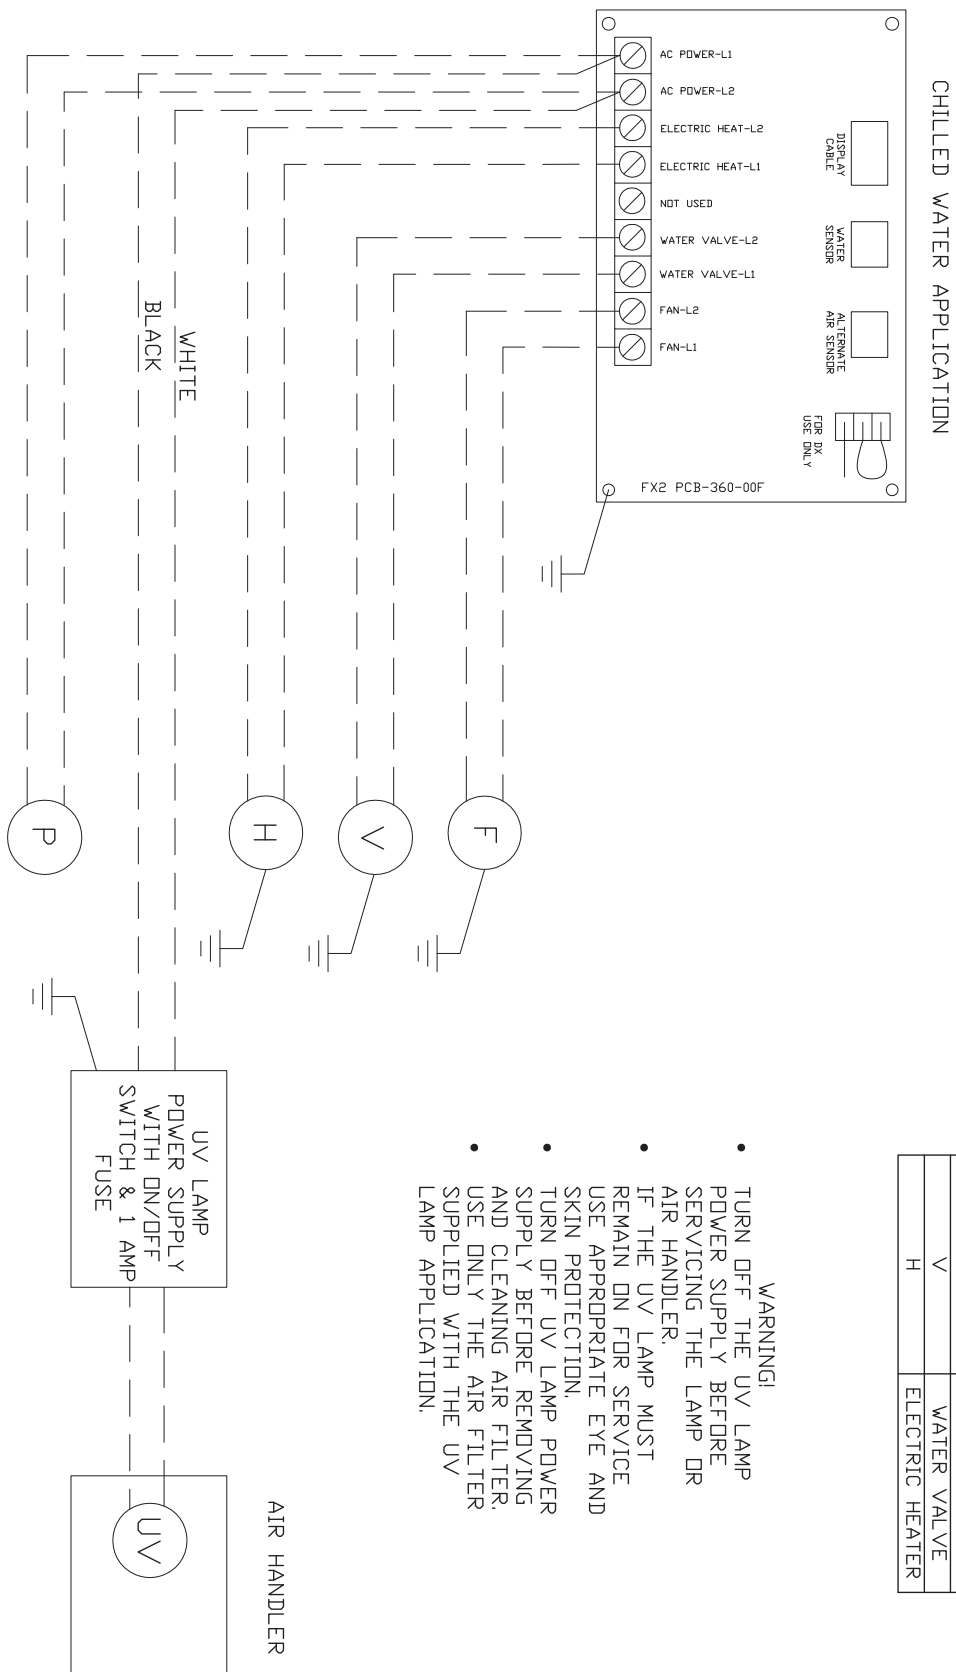 CHILLED WATER APPLICATION
AC POWER-L1
AC POWER-L2
ELECTRIC HEAT-L2
ELECTRIC HEAT-L1
NOT USED
WATER VALVE-L2
WATER VALVE-L1
FAN-L2
FAN-L1
DISPLAY
CABLE
WATER
SENSOR
ALTERNATE
AIR SENSOR
FOR DX
USE ONLY
FX2 PCB-360-00F
WHITE
BLACK
P
H
V
F
UV LAMP
POWER SUPPLY
WITH ON/OFF
SWITCH & 1 AMP
FUSE
AIR HANDLER
UV
WARNING!
• TURN OFF THE UV LAMP
POWER SUPPLY BEFORE
SERVICING THE LAMP OR
AIR HANDLER.
• IF THE UV LAMP MUST
REMAIN ON FOR SERVICE
USE APPROPRIATE EYE AND
SKIN PROTECTION.
• TURN OFF UV LAMP POWER
SUPPLY BEFORE REMOVING
AND CLEANING AIR FILTER.
• USE ONLY THE AIR FILTER
SUPPLIED WITH THE UV
LAMP APPLICATION.
V WATER VALVE
H ELECTRIC HEATER